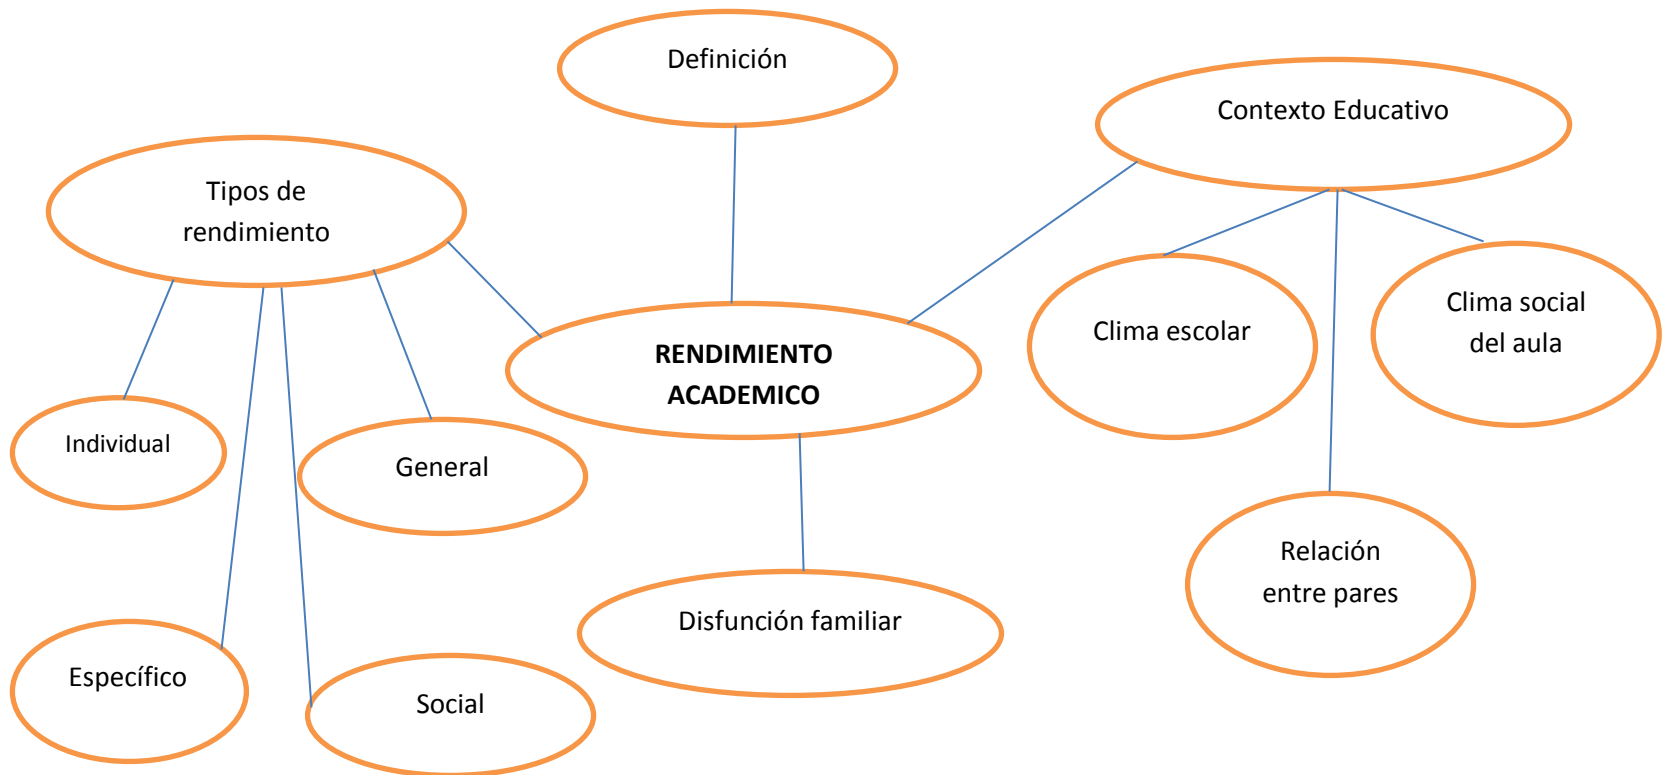 Definición
Contexto Educativo
Tipos de
rendimiento
Clima social
del aula
Clima escolar
RENDIMIENTO
ACADEMICO
Individual
General
Relación
entre pares
Disfunción familiar
Específico
Social